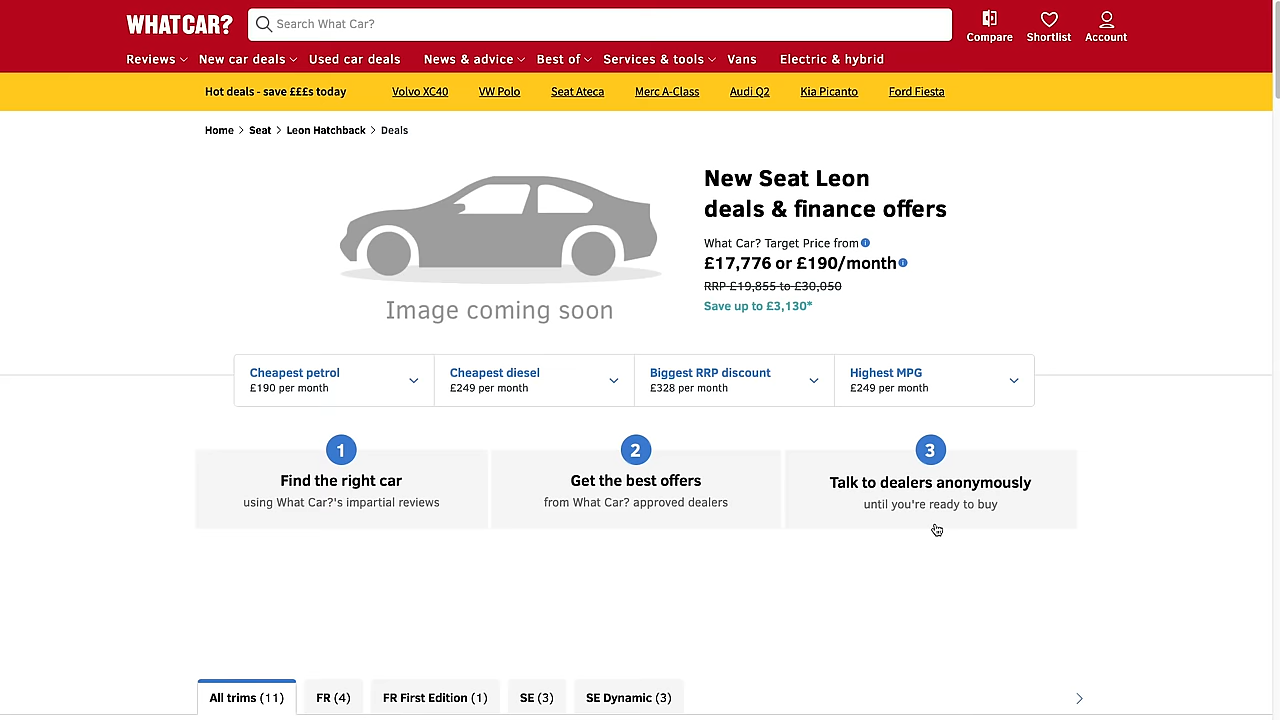 WHATCAR?
Search What Car?
Compare
Shortlist
Account
Reviews
New car deals
Used car deals
News & advice
Best of
Services & tools
Vans
Electric & hybrid
Hot deals - save £££s today
Volvo XC40
VW Polo
Seat Ateca
Merc A-Class
Audi Q2
Kia Picanto
Ford Fiesta
Home > Seat > Leon Hatchback > Deals
Image coming soon
New Seat Leon
deals & finance offers
What Car? Target Price from
£17,776 or £190/month
RRP £19,855 to £30,050
Save up to £3,130*
Cheapest petrol
£190 per month
Cheapest diesel
£249 per month
Biggest RRP discount
£328 per month
Highest MPG
£249 per month
1
Find the right car
using What Car?'s impartial reviews
2
Get the best offers
from What Car? approved dealers
3
Talk to dealers anonymously
until you're ready to buy
All trims (11)
FR (4)
FR First Edition (1)
SE (3)
SE Dynamic (3)